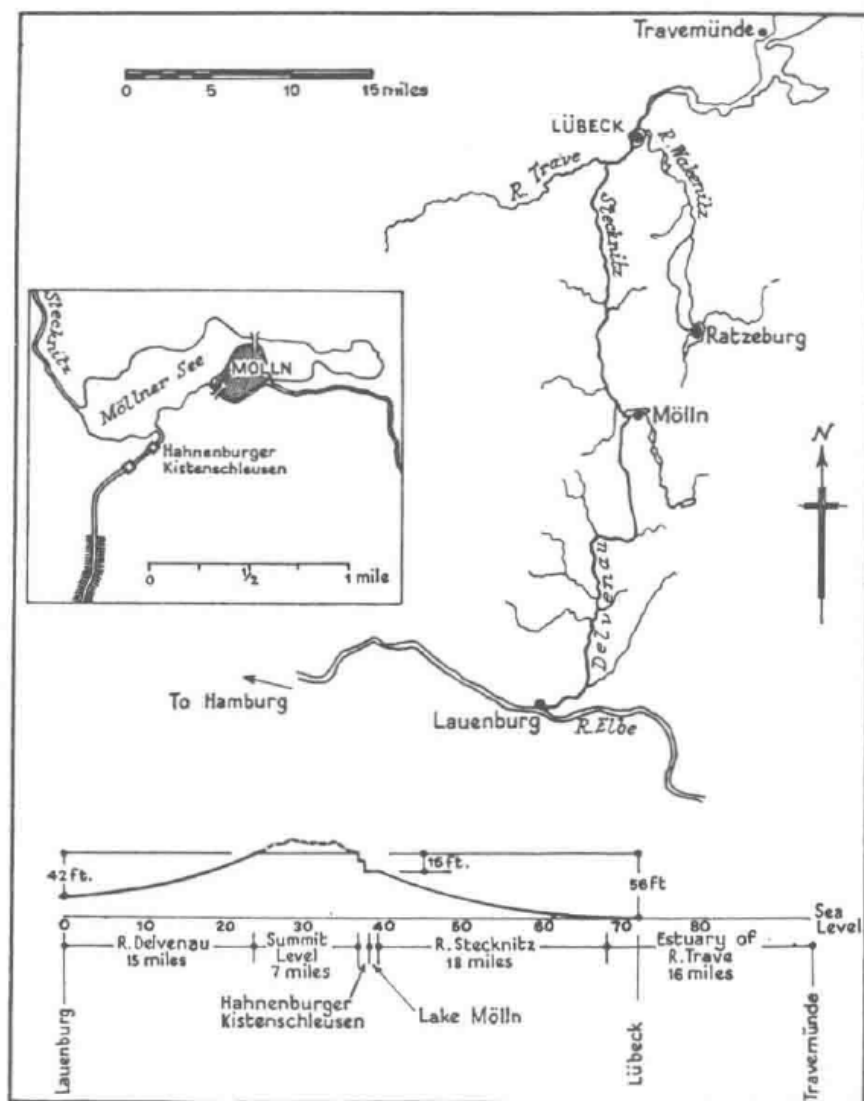 Travemünde
0 5 10 15 miles
LÜBECK
R. Wakenitz
R. Trave
Stecknitz
Ratzeburg
Stecknitz
Möllner See
MÖLLN
Mölln
Hahnenburger
Kistenschleusen
N
0 ½ 1 mile
Delvenau
To Hamburg
Lauenburg
R. Elbe
42 ft.
15 ft.
56 ft
0 10 20 30 40 50 60 70 80
Sea
Level
R. Delvenau
15 miles
Summit
Level
7 miles
R. Stecknitz
18 miles
Estuary of
R. Trave
16 miles
Hahnenburger
Kistenschleusen
Lake Mölln
Lauenburg
Lübeck
Travemünde